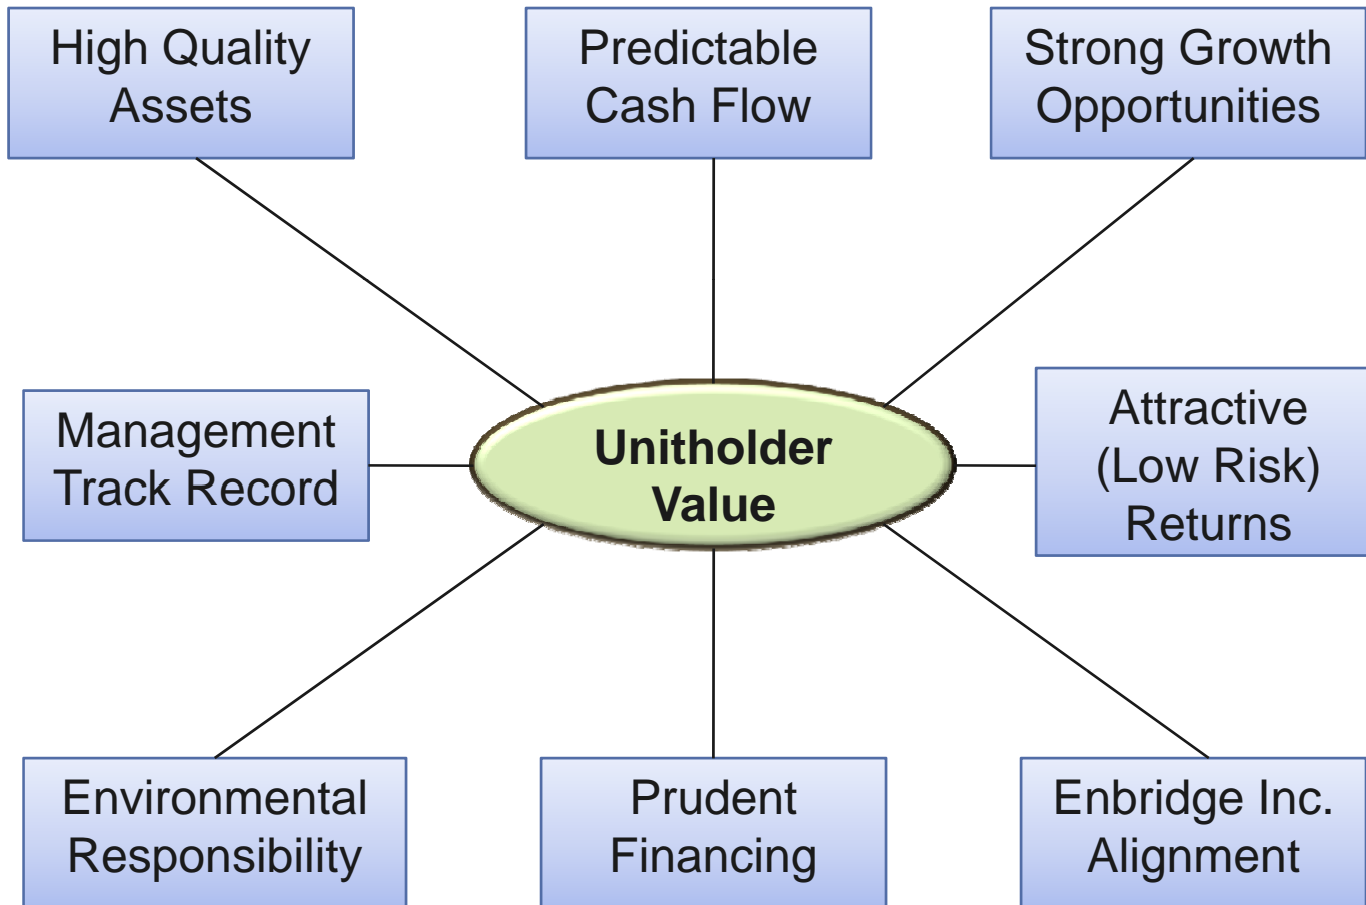 High Quality
Assets
Predictable
Cash Flow
Strong Growth
Opportunities
Management
Track Record
Unitholder
Value
Attractive
(Low Risk)
Returns
Environmental
Responsibility
Prudent
Financing
Enbridge Inc.
Alignment